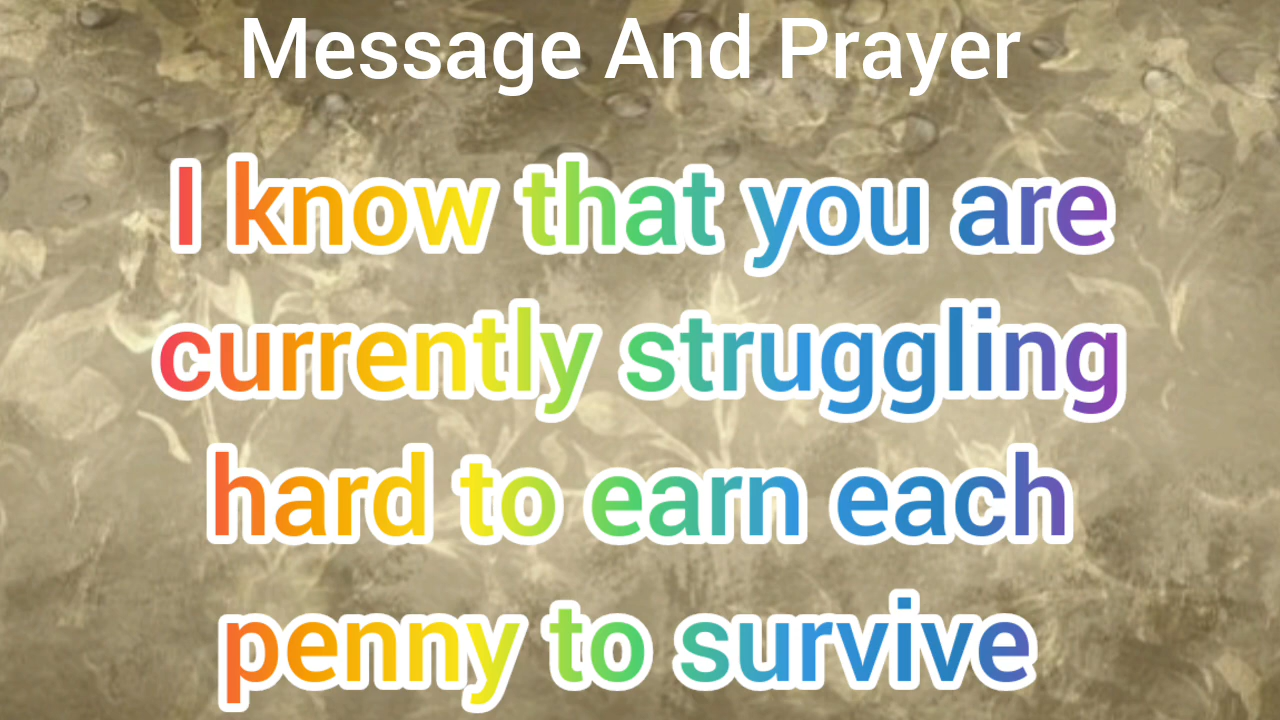 Message And Prayer
I know that you are
currently struggling
hard to earn each
penny to survive